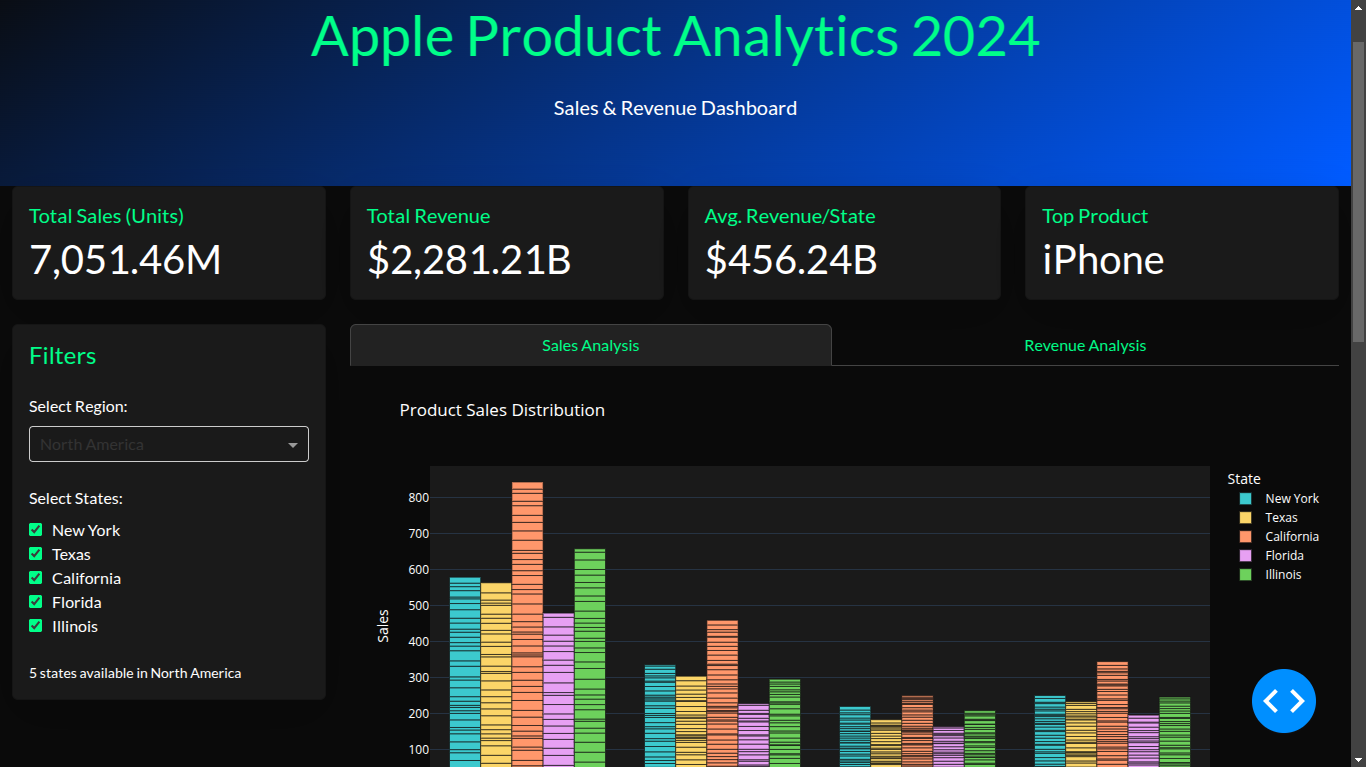 Apple Product Analytics 2024
Sales & Revenue Dashboard
Total Sales (Units)
7,051.46M
Total Revenue
$2,281.21B
Avg. Revenue/State
$456.24B
Top Product
iPhone
Filters
Select Region:
North America
Select States:
New York
Texas
California
Florida
Illinois
5 states available in North America
Sales Analysis
Revenue Analysis
Product Sales Distribution
Sales
800
700
600
500
400
300
200
100
State
New York
Texas
California
Florida
Illinois